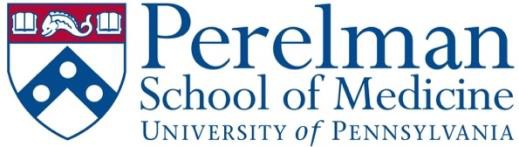 Perelman
School of Medicine
UNIVERSITY of PENNSYLVANIA